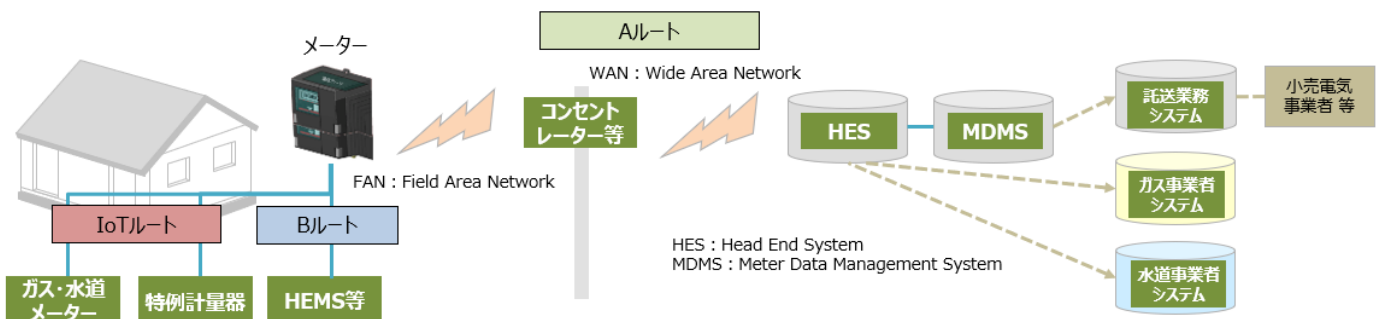 Aルート
メーター
WAN：Wide Area Network
コンセント
レーター等
HES
MDMS
託送業務
システム
小売電気
事業者 等
FAN：Field Area Network
ガス事業者
システム
IoTルート
Bルート
HES：Head End System
MDMS：Meter Data Management System
水道事業者
システム
ガス・水道
メーター
特例計量器
HEMS等